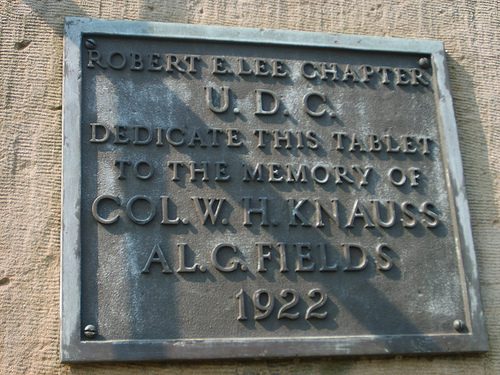 ROBERT E. LEE CHAPTER
U. D. C.
DEDICATE THIS TABLET
TO THE MEMORY OF
COL. W. H. KNAUSS
AL. G. FIELDS
1922